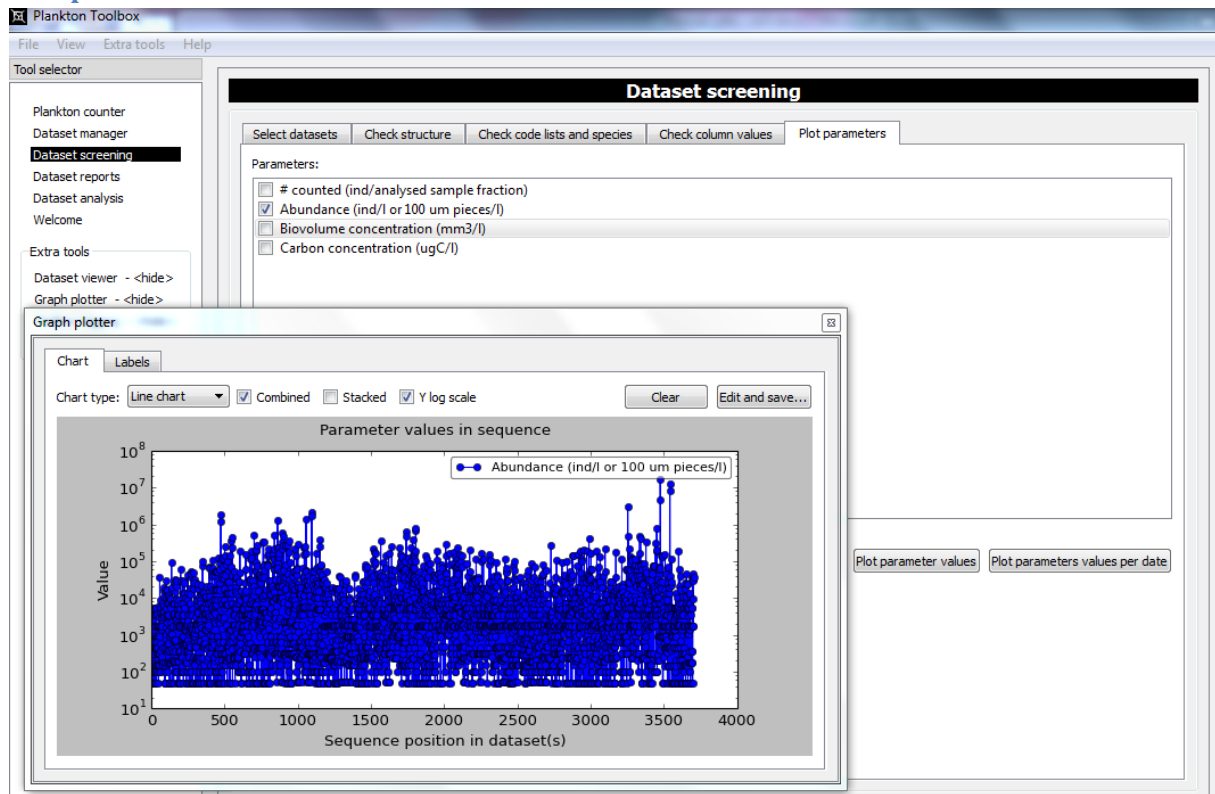 Plankton Toolbox
File View Extra tools Help
Tool selector
Plankton counter
Dataset manager
Dataset screening
Dataset reports
Dataset analysis
Welcome
Extra tools
Dataset viewer - <hide>
Graph plotter - <hide>
Dataset screening
Select datasets Check structure Check code lists and species Check column values Plot parameters
Parameters:
# counted (ind/analysed sample fraction)
Abundance (ind/l or 100 um pieces/l)
Biovolume concentration (mm3/l)
Carbon concentration (ugC/l)
Plot parameter values Plot parameters values per date
Graph plotter
Chart Labels
Chart type: Line chart Combined Stacked Y log scale Clear Edit and save...
Parameter values in sequence
Abundance (ind/l or 100 um pieces/l)
10^8
10^7
10^6
10^5
10^4
10^3
10^2
10^1
Value
0 500 1000 1500 2000 2500 3000 3500 4000
Sequence position in dataset(s)